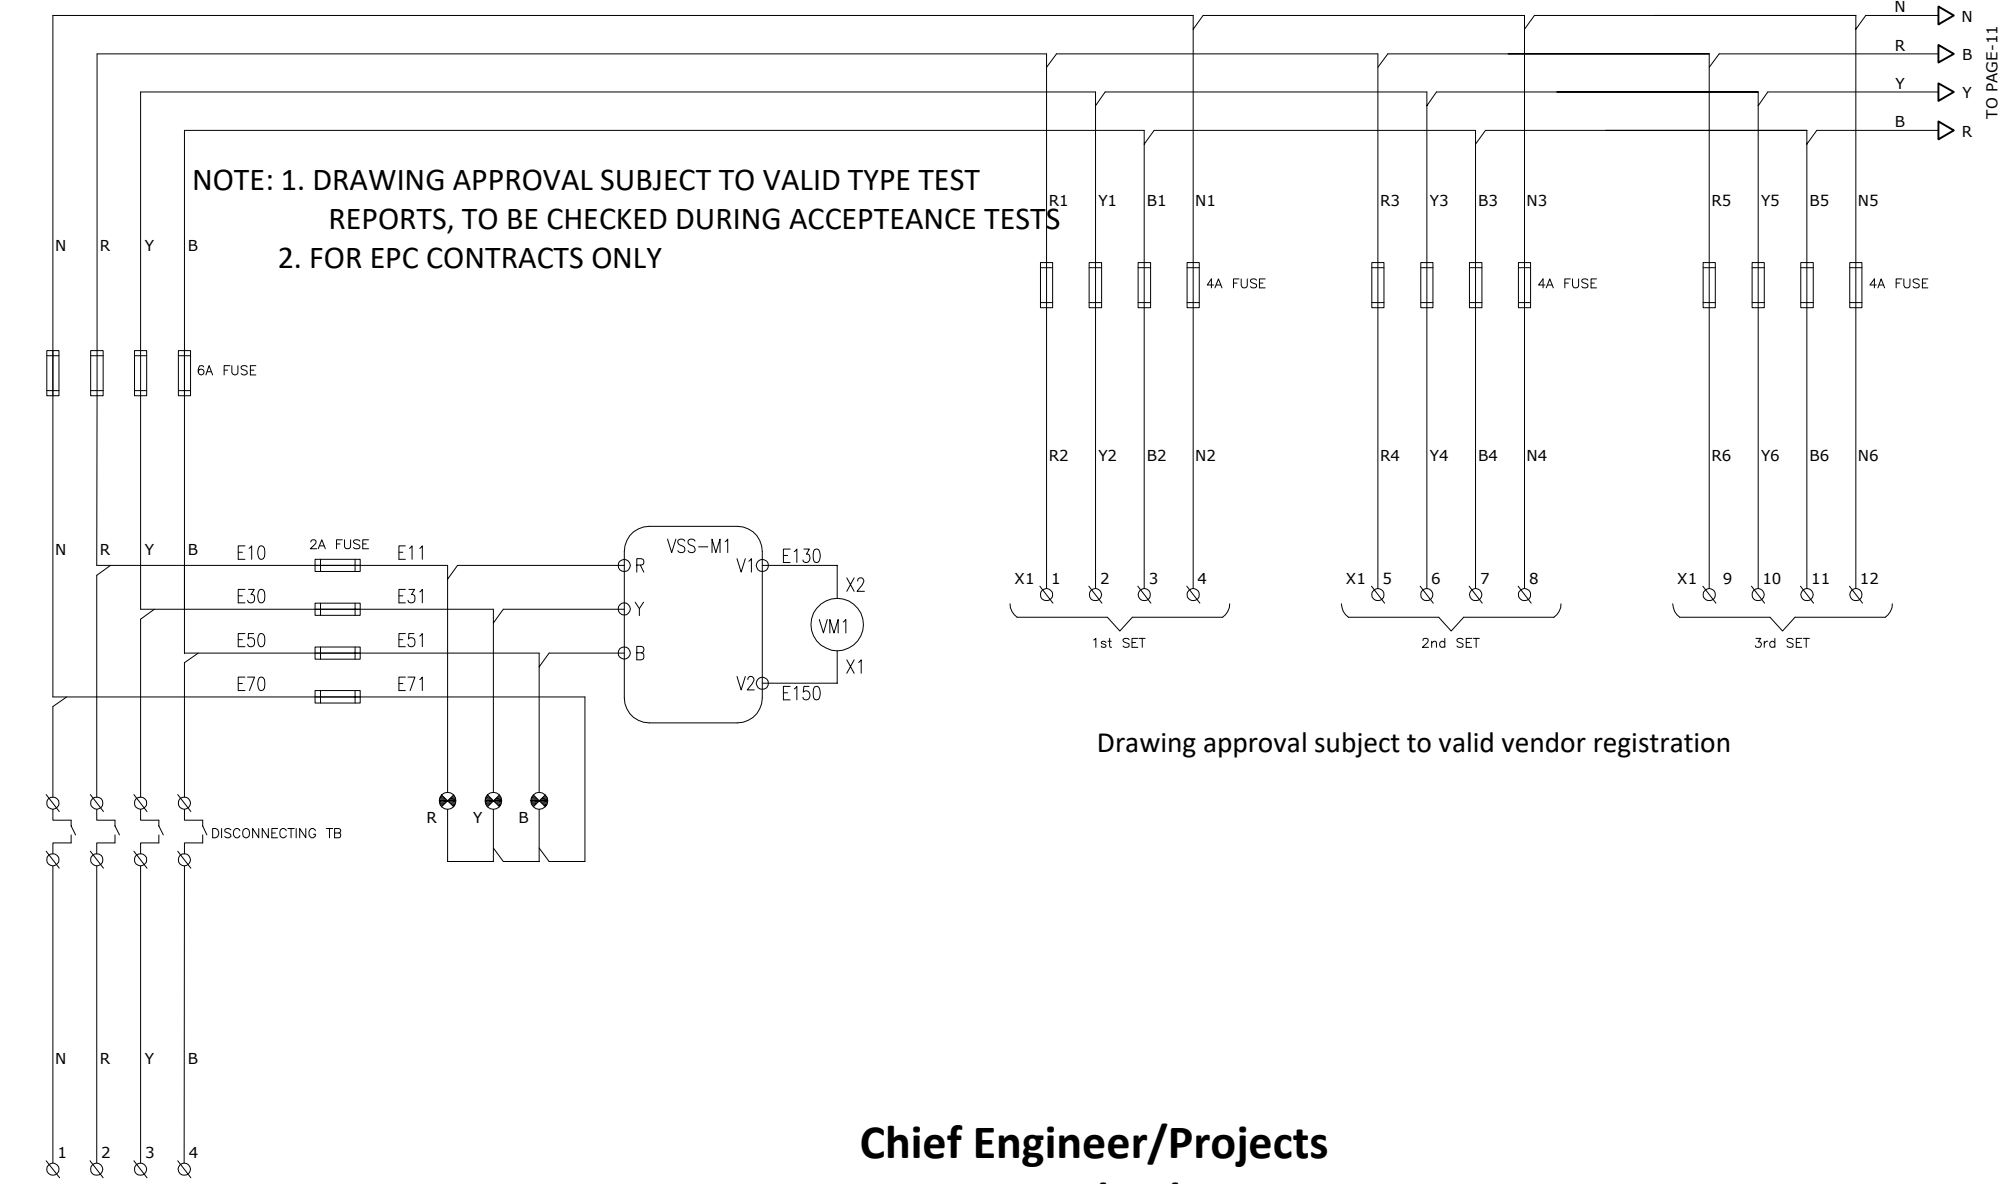 N N
R B
Y Y
B R
TO PAGE-11
NOTE: 1. DRAWING APPROVAL SUBJECT TO VALID TYPE TEST
REPORTS, TO BE CHECKED DURING ACCEPTEANCE TESTS
2. FOR EPC CONTRACTS ONLY
R1 Y1 B1 N1 R3 Y3 B3 N3 R5 Y5 B5 N5
N R Y B
4A FUSE 4A FUSE 4A FUSE
6A FUSE
R2 Y2 B2 N2 R4 Y4 B4 N4 R6 Y6 B6 N6
N R Y B
E10 2A FUSE E11
E30 E31
E50 E51
E70 E71
VSS-M1
R V1 E130
Y X2
VM1
B X1
V2 E150
X1 1 2 3 4 X1 5 6 7 8 X1 9 10 11 12
1st SET 2nd SET 3rd SET
Drawing approval subject to valid vendor registration
R Y B
DISCONNECTING TB
N R Y B
1 2 3 4
Chief Engineer/Projects